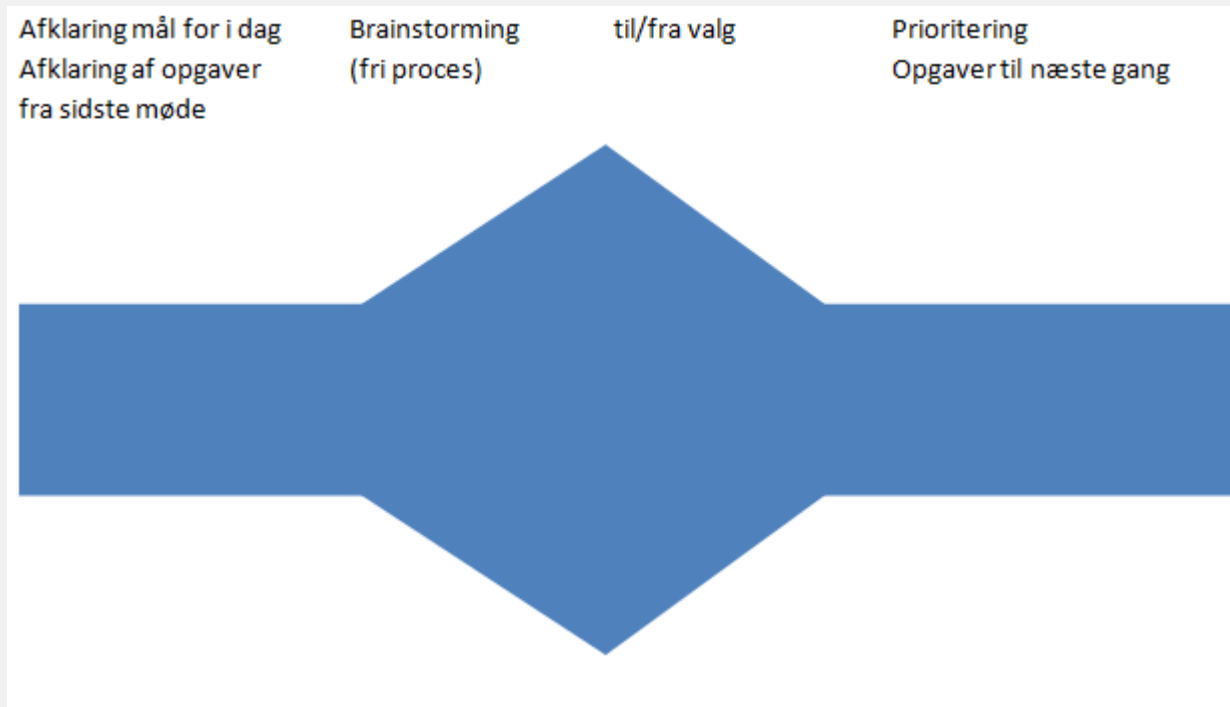 Afklaring mål for i dag
Afklaring af opgaver
fra sidste møde
Brainstorming
(fri proces)
til/fra valg
Prioritering
Opgaver til næste gang